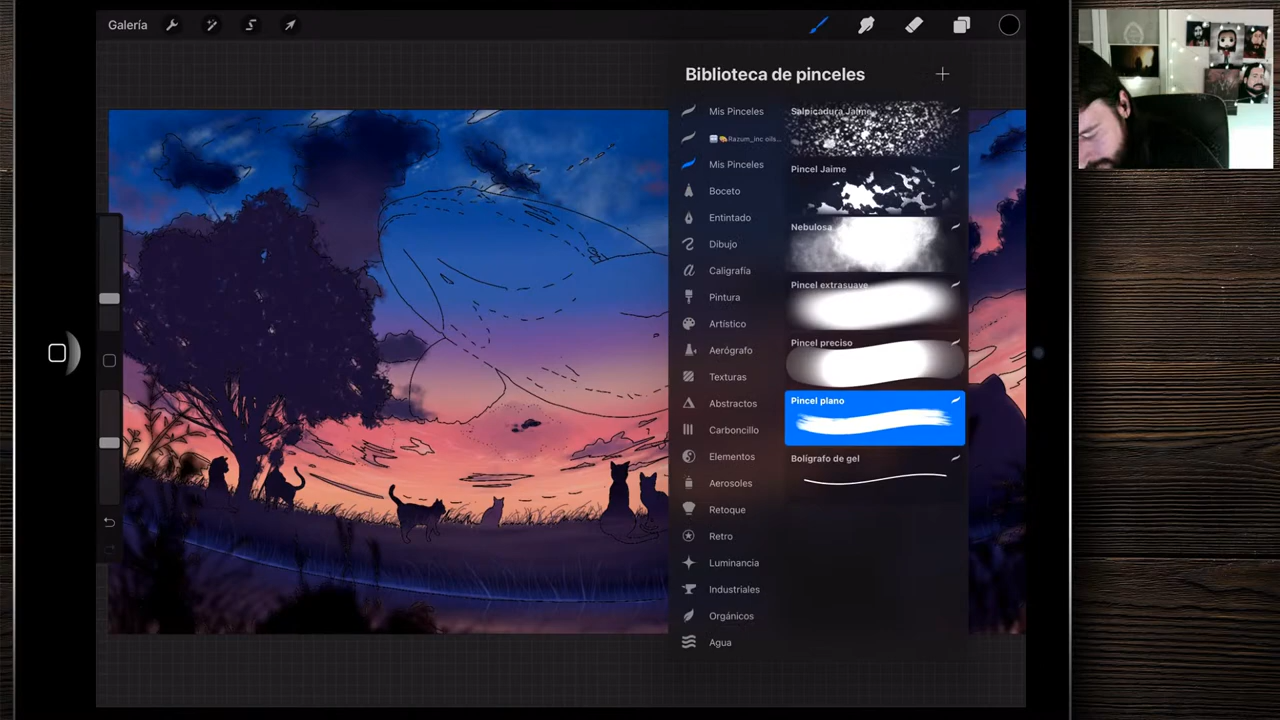 Galería
Biblioteca de pinceles
Mis Pinceles
Razum_inc oils...
Mis Pinceles
Boceto
Entintado
Dibujo
Caligrafía
Pintura
Artístico
Aerógrafo
Texturas
Abstractos
Carboncillo
Elementos
Aerosoles
Retoque
Retro
Luminancia
Industriales
Orgánicos
Agua
Salpicadura Jaime
Pincel Jaime
Nebulosa
Pincel extrasuave
Pincel preciso
Pincel plano
Bolígrafo de gel